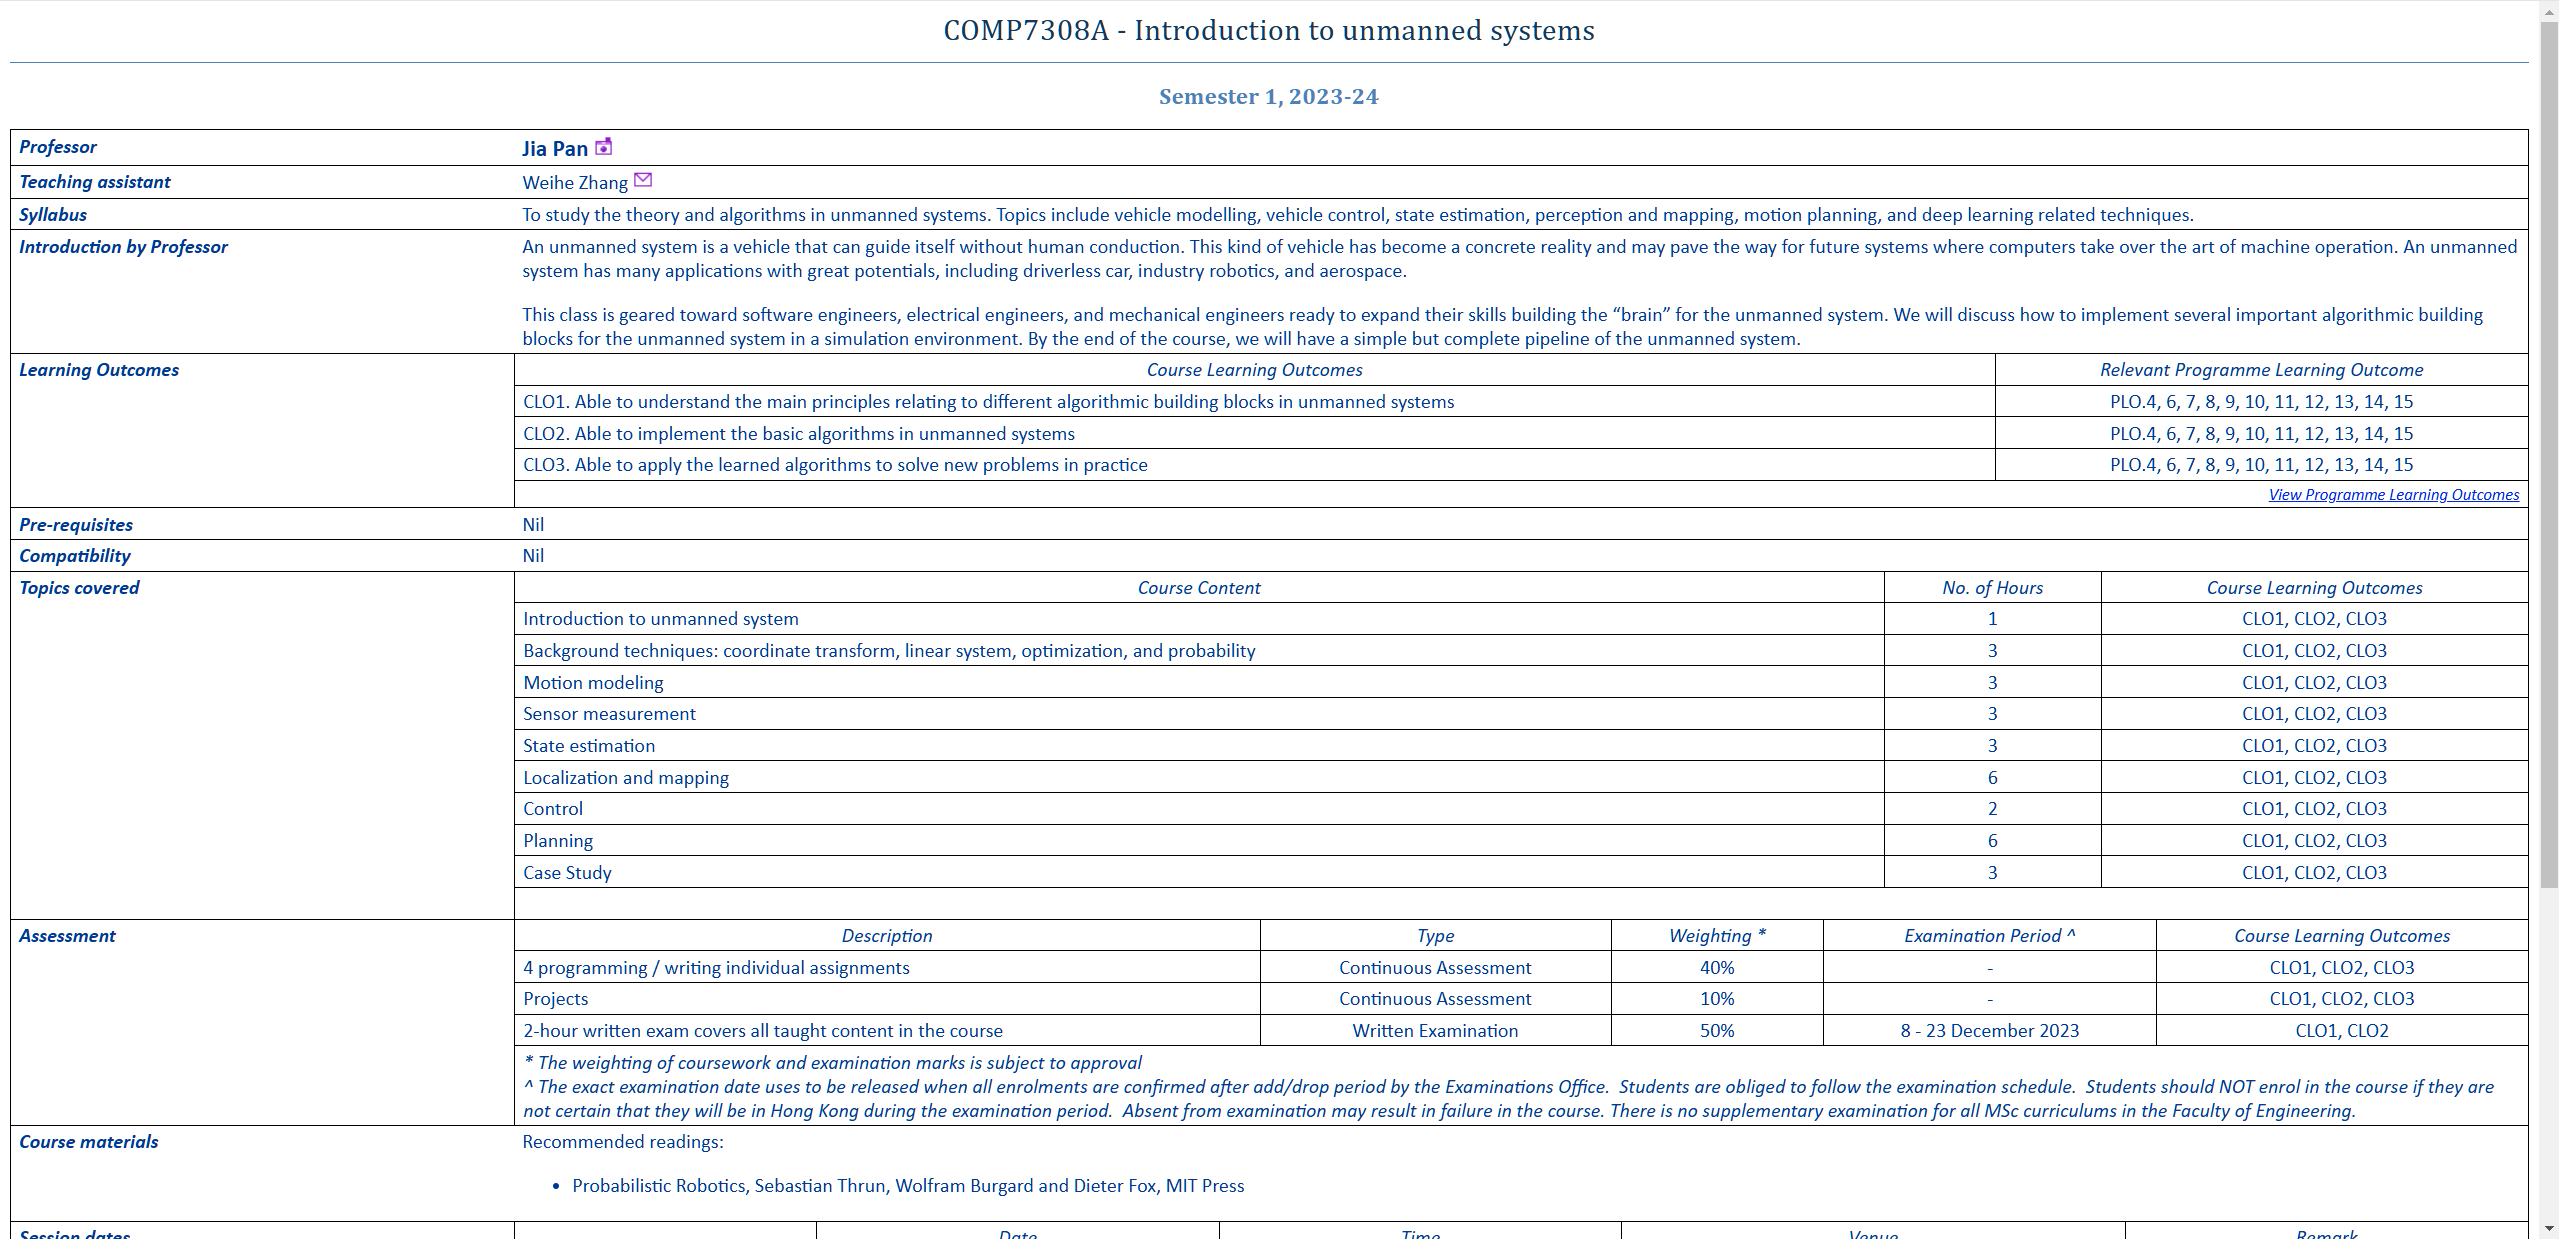 COMP7308A - Introduction to unmanned systems
Semester 1, 2023-24
Professor Jia Pan
Teaching assistant Weihe Zhang
Syllabus To study the theory and algorithms in unmanned systems. Topics include vehicle modelling, vehicle control, state estimation, perception and mapping, motion planning, and deep learning related techniques.
Introduction by Professor An unmanned system is a vehicle that can guide itself without human conduction. This kind of vehicle has become a concrete reality and may pave the way for future systems where computers take over the art of machine operation. An unmanned
system has many applications with great potentials, including driverless car, industry robotics, and aerospace.
This class is geared toward software engineers, electrical engineers, and mechanical engineers ready to expand their skills building the “brain” for the unmanned system. We will discuss how to implement several important algorithmic building
blocks for the unmanned system in a simulation environment. By the end of the course, we will have a simple but complete pipeline of the unmanned system.
Learning Outcomes Course Learning Outcomes Relevant Programme Learning Outcome
CLO1. Able to understand the main principles relating to different algorithmic building blocks in unmanned systems PLO.4, 6, 7, 8, 9, 10, 11, 12, 13, 14, 15
CLO2. Able to implement the basic algorithms in unmanned systems PLO.4, 6, 7, 8, 9, 10, 11, 12, 13, 14, 15
CLO3. Able to apply the learned algorithms to solve new problems in practice PLO.4, 6, 7, 8, 9, 10, 11, 12, 13, 14, 15
View Programme Learning Outcomes
Pre-requisites Nil
Compatibility Nil
Topics covered Course Content No. of Hours Course Learning Outcomes
Introduction to unmanned system 1 CLO1, CLO2, CLO3
Background techniques: coordinate transform, linear system, optimization, and probability 3 CLO1, CLO2, CLO3
Motion modeling 3 CLO1, CLO2, CLO3
Sensor measurement 3 CLO1, CLO2, CLO3
State estimation 3 CLO1, CLO2, CLO3
Localization and mapping 6 CLO1, CLO2, CLO3
Control 2 CLO1, CLO2, CLO3
Planning 6 CLO1, CLO2, CLO3
Case Study 3 CLO1, CLO2, CLO3
Assessment Description Type Weighting * Examination Period ^ Course Learning Outcomes
4 programming / writing individual assignments Continuous Assessment 40% - CLO1, CLO2, CLO3
Projects Continuous Assessment 10% - CLO1, CLO2, CLO3
2-hour written exam covers all taught content in the course Written Examination 50% 8 - 23 December 2023 CLO1, CLO2
* The weighting of coursework and examination marks is subject to approval
^ The exact examination date uses to be released when all enrolments are confirmed after add/drop period by the Examinations Office. Students are obliged to follow the examination schedule. Students should NOT enrol in the course if they are
not certain that they will be in Hong Kong during the examination period. Absent from examination may result in failure in the course. There is no supplementary examination for all MSc curriculums in the Faculty of Engineering.
Course materials Recommended readings:
• Probabilistic Robotics, Sebastian Thrun, Wolfram Burgard and Dieter Fox, MIT Press
Session dates Date Time Venue Remark